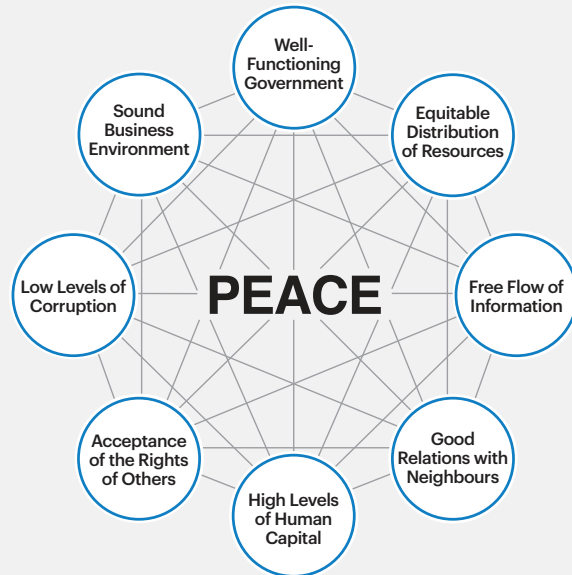 Well-
Functioning
Government
Sound
Business
Environment
Equitable
Distribution
of Resources
Low Levels of
Corruption
PEACE
Free Flow of
Information
Acceptance
of the Rights
of Others
Good
Relations with
Neighbours
High Levels
of Human
Capital